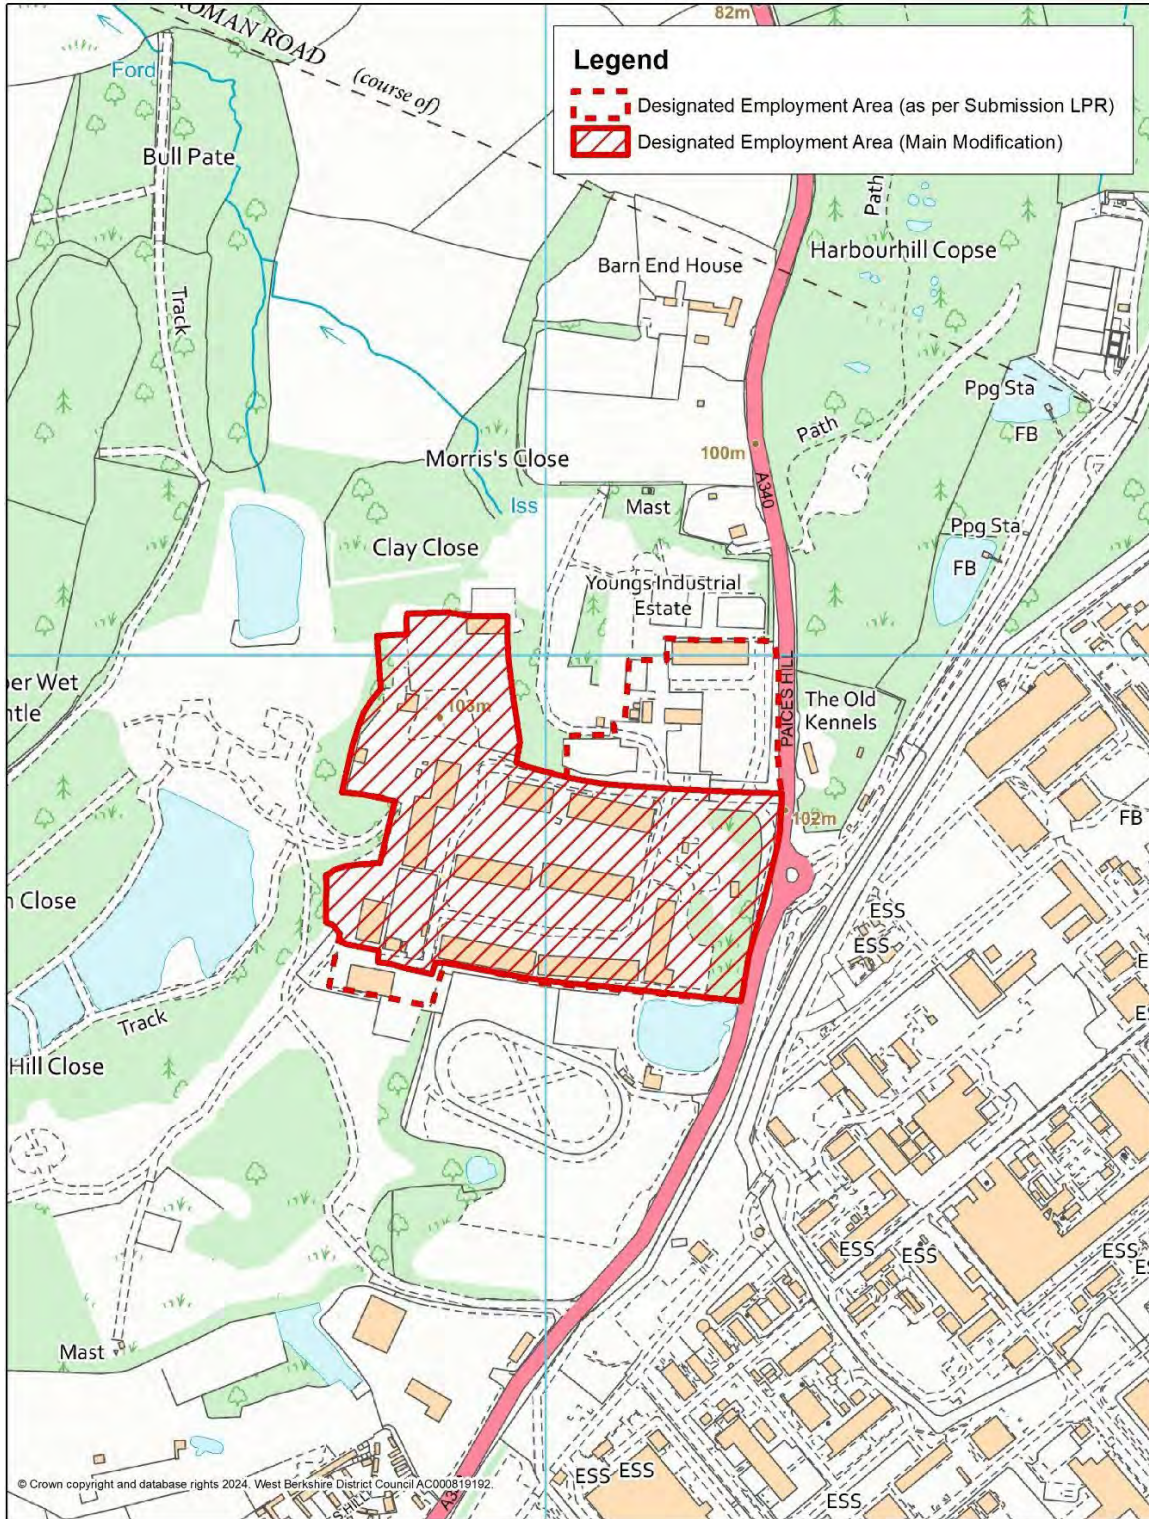 82m
ROMAN ROAD
(course of)
Legend
Designated Employment Area (as per Submission LPR)
Designated Employment Area (Main Modification)
Ford
Bull Pate
Track
Path
Harbourhill Copse
Barn End House
Ppg Sta
FB
Path
100m
A340
Morris's Close
Iss
Mast
Clay Close
Ppg Sta
FB
Youngs Industrial
Estate
per Wet
ntle
103m
PAICES HILL
The Old
Kennels
102m
FB
n Close
ESS
ESS
Track
Hill Close
ESS
ESS
ESS
Mast
ESS
ESS
ESS
© Crown copyright and database rights 2024. West Berkshire District Council AC000819192.